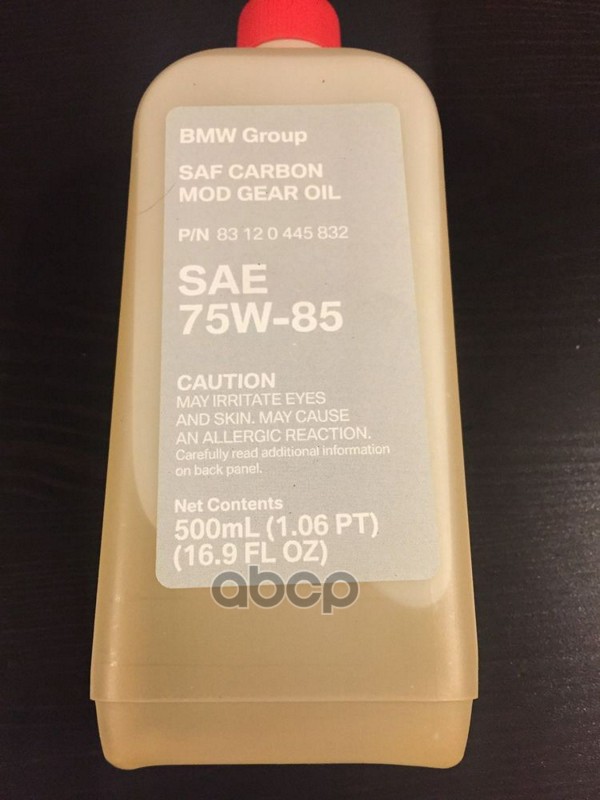 BMW Group
SAF CARBON
MOD GEAR OIL
P/N 83 12 0 445 832
SAE
75W-85
CAUTION
MAY IRRITATE EYES
AND SKIN. MAY CAUSE
AN ALLERGIC REACTION.
Carefully read additional information
on back panel.
Net Contents
500mL (1.06 PT)
(16.9 FL OZ)
abcp